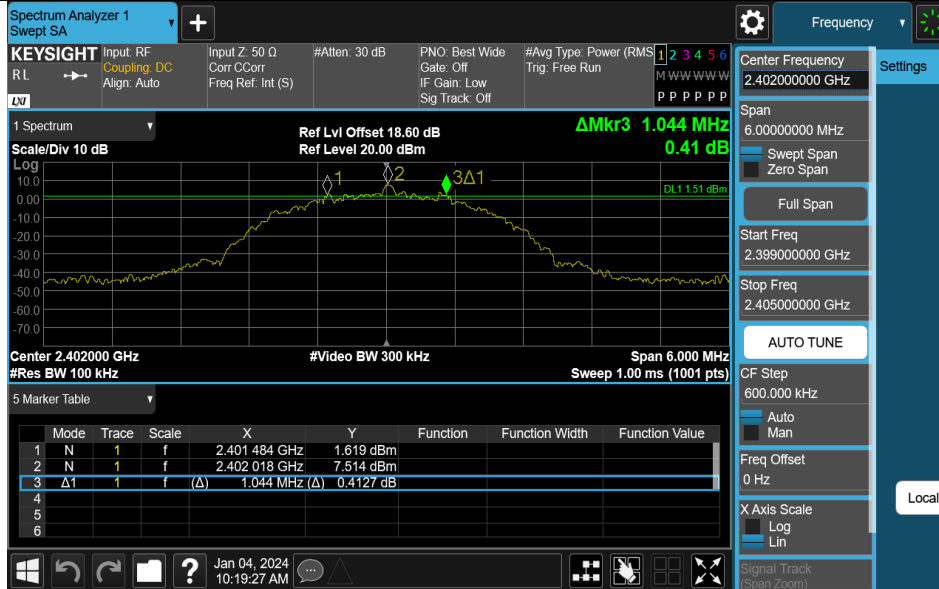 Spectrum Analyzer 1
Swept SA
+
Frequency
KEYSIGHT
R L
LXI
Input: RF
Coupling: DC
Align: Auto
Input Z: 50 Ω
Corr CCorr
Freq Ref: Int (S)
#Atten: 30 dB
PNO: Best Wide
Gate: Off
IF Gain: Low
Sig Track: Off
#Avg Type: Power (RMS
Trig: Free Run
1 2 3 4 5 6
M W W W W W
P P P P P P
Center Frequency
2.402000000 GHz
Settings
Span
6.00000000 MHz
Swept Span
Zero Span
Full Span
Start Freq
2.399000000 GHz
Stop Freq
2.405000000 GHz
AUTO TUNE
CF Step
600.000 kHz
Auto
Man
Freq Offset
0 Hz
X Axis Scale
Log
Lin
Signal Track
(Span Zoom)
Local
1 Spectrum
Scale/Div 10 dB
Ref Lvl Offset 18.60 dB
Ref Level 20.00 dBm
ΔMkr3 1.044 MHz
0.41 dB
Log
10.0
0.00
-10.0
-20.0
-30.0
-40.0
-50.0
-60.0
-70.0
1
2
3Δ1
DL1 1.51 dBm
Center 2.402000 GHz
#Video BW 300 kHz
Span 6.000 MHz
#Res BW 100 kHz
Sweep 1.00 ms (1001 pts)
5 Marker Table
Mode Trace Scale X Y Function Function Width Function Value
1 N 1 f 2.401 484 GHz 1.619 dBm
2 N 1 f 2.402 018 GHz 7.514 dBm
3 Δ1 1 f (Δ) 1.044 MHz (Δ) 0.4127 dB
4
5
6
?
Jan 04, 2024
10:19:27 AM